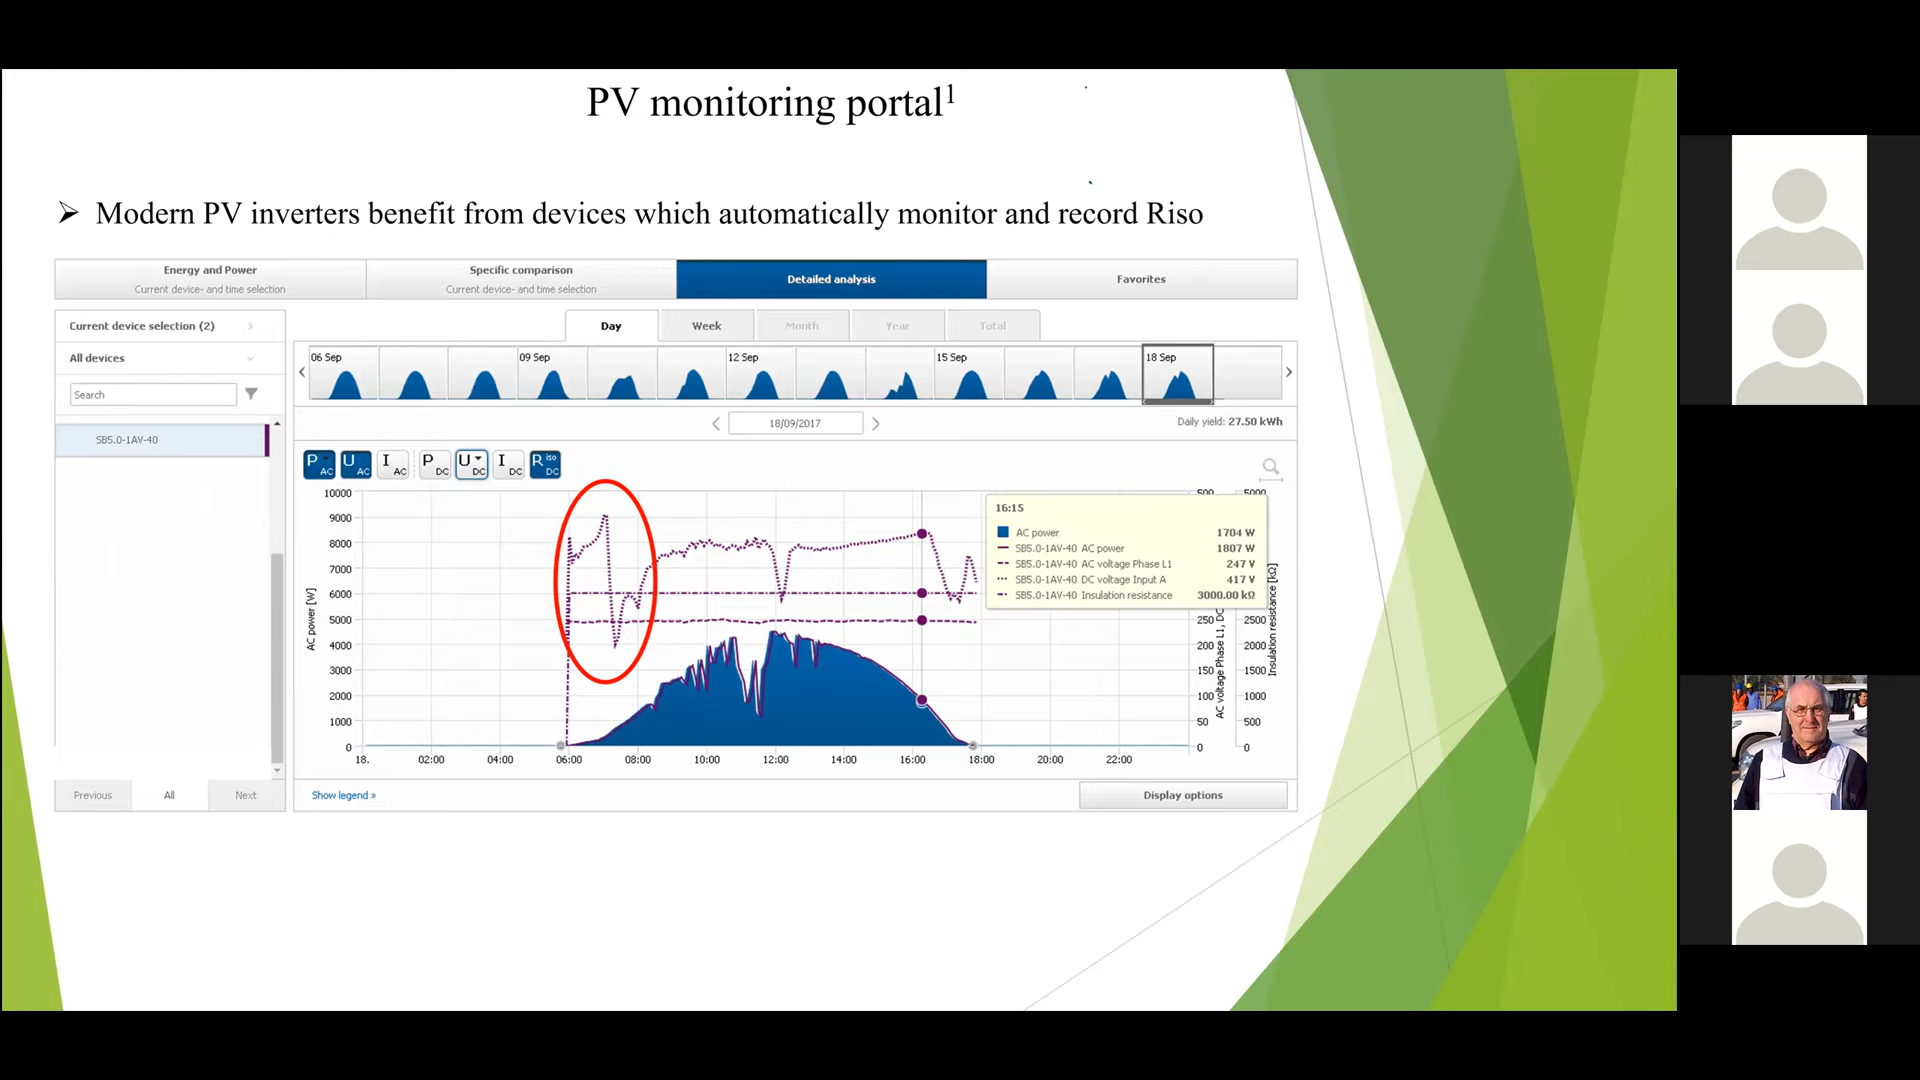 PV monitoring portal1
Modern PV inverters benefit from devices which automatically monitor and record Riso
Energy and Power
Current device- and time selection
Specific comparison
Current device- and time selection
Detailed analysis
Favorites
Current device selection (2)
All devices
Search
SB5.0-1AV-40
Previous
All
Next
Day
Week
Month
Year
Total
06 Sep
09 Sep
12 Sep
15 Sep
18 Sep
18/09/2017
Daily yield: 27.50 kWh
P AC
U AC
I AC
P DC
U DC
I DC
R iso DC
10000
9000
8000
7000
6000
5000
4000
3000
2000
1000
0
AC power [W]
18.
02:00
04:00
06:00
08:00
10:00
12:00
14:00
16:00
18:00
20:00
22:00
16:15
AC power 1704 W
SB5.0-1AV-40 AC power 1807 W
SB5.0-1AV-40 AC voltage Phase L1 247 V
SB5.0-1AV-40 DC voltage Input A 417 V
SB5.0-1AV-40 Insulation resistance 3000.00 kΩ
500
250
200
150
100
50
0
AC voltage Phase L1, DC
5000
2500
2000
1500
1000
500
0
Insulation resistance [kΩ]
Show legend »
Display options